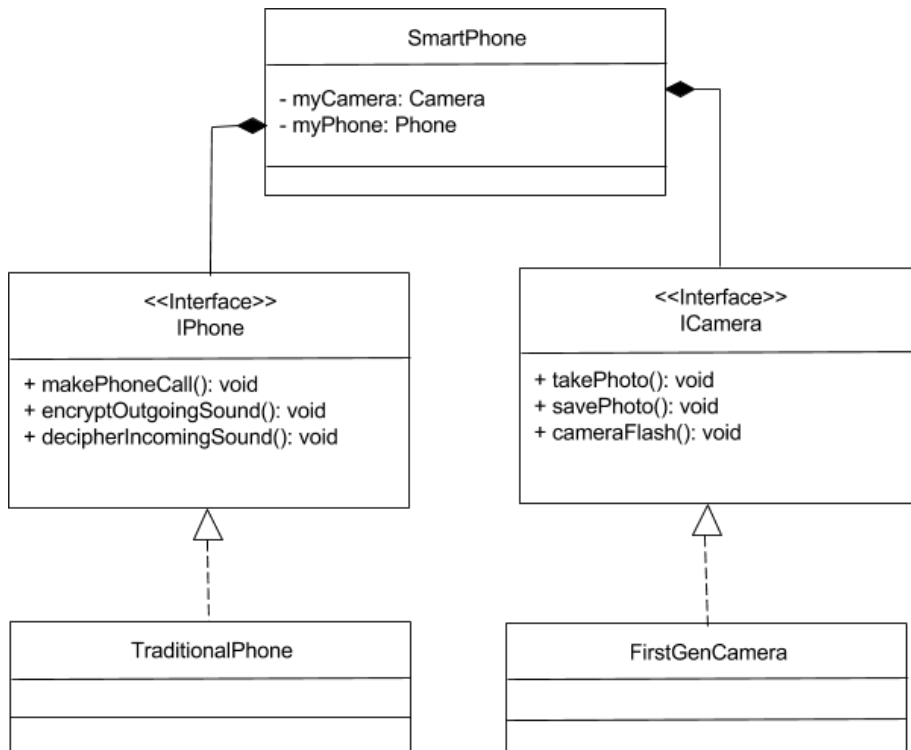 SmartPhone
- myCamera: Camera
- myPhone: Phone
<<Interface>>
IPhone
+ makePhoneCall(): void
+ encryptOutgoingSound(): void
+ decipherIncomingSound(): void
<<Interface>>
ICamera
+ takePhoto(): void
+ savePhoto(): void
+ cameraFlash(): void
TraditionalPhone
FirstGenCamera